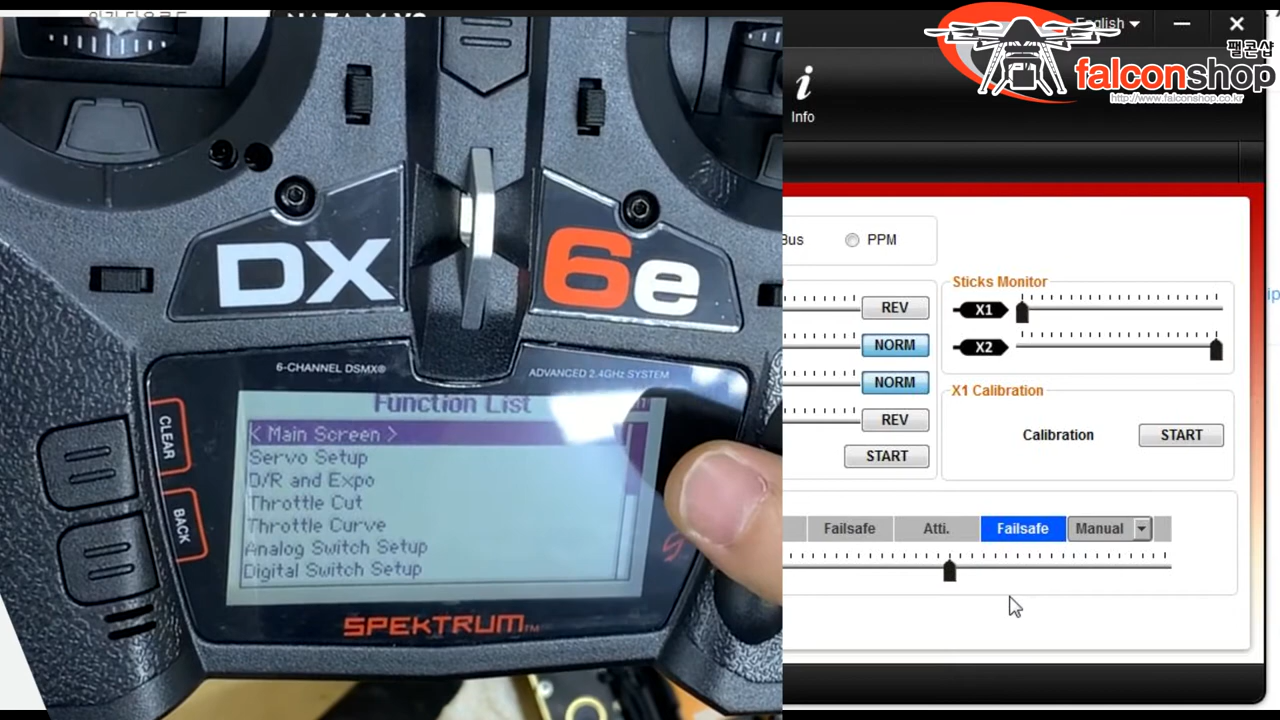 English
팰콘샵
falconshop
http://www.falconshop.co.kr
i
Info
DX
6e
6-CHANNEL DSMX®
ADVANCED 2.4GHz SYSTEM
Function List
< Main Screen >
Servo Setup
D/R and Expo
Throttle Cut
Throttle Curve
Analog Switch Setup
Digital Switch Setup
CLEAR
BACK
SPEKTRUM™
PPM
REV
NORM
NORM
REV
START
Sticks Monitor
X1
X2
X1 Calibration
Calibration
START
Failsafe
Atti.
Failsafe
Manual